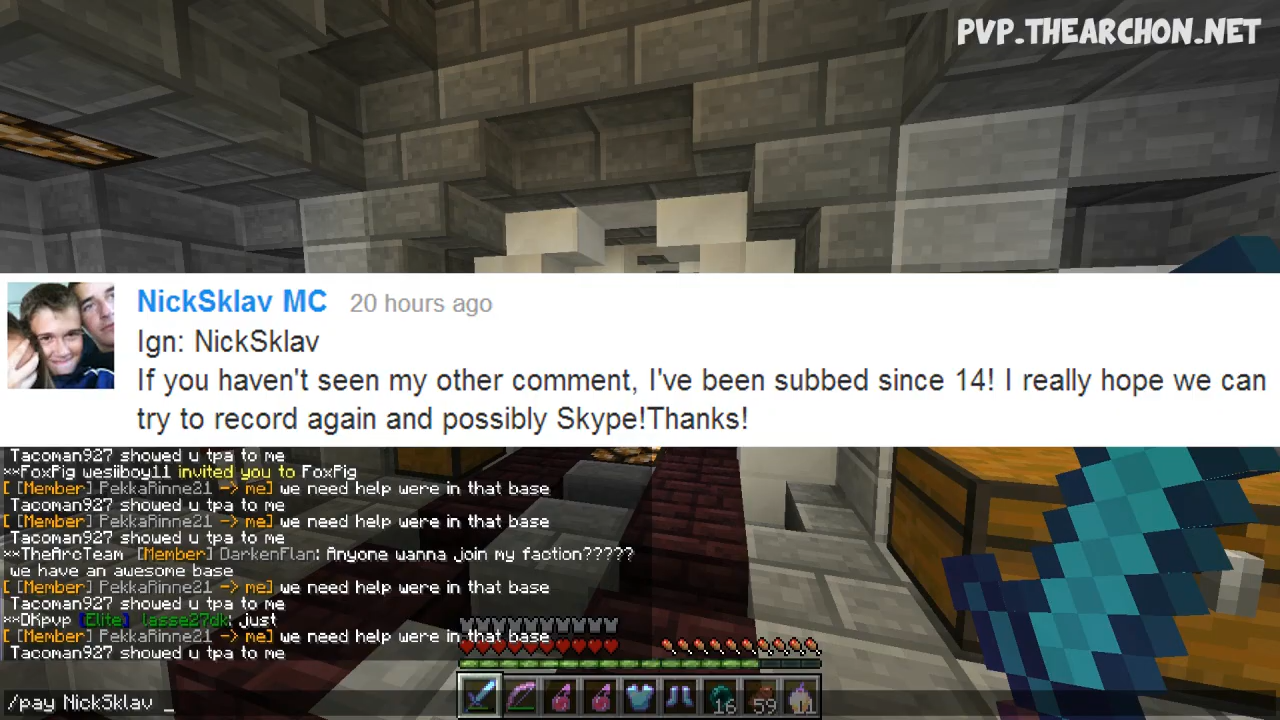 PVP.THEARCHON.NET
NickSklav MC 20 hours ago
Ign: NickSklav
If you haven't seen my other comment, I've been subbed since 14! I really hope we can
try to record again and possibly Skype!Thanks!
Tacoman927 showed u tpa to me
**FoxPig wesiiboy11 invited you to FoxPig
[ [Member] PekkaRinne21 -> me] we need help were in that base
Tacoman927 showed u tpa to me
[ [Member] PekkaRinne21 -> me] we need help were in that base
Tacoman927 showed u tpa to me
**TheArcTeam [Member] DarkenFlan: Anyone wanna join my faction?????
we have an awesome base
[ [Member] PekkaRinne21 -> me] we need help were in that base
Tacoman927 showed u tpa to me
**DKpvp [Elite] lasse27dk: just
[ [Member] PekkaRinne21 -> me] we need help were in that base
Tacoman927 showed u tpa to me
/pay NickSklav _
16 59 11